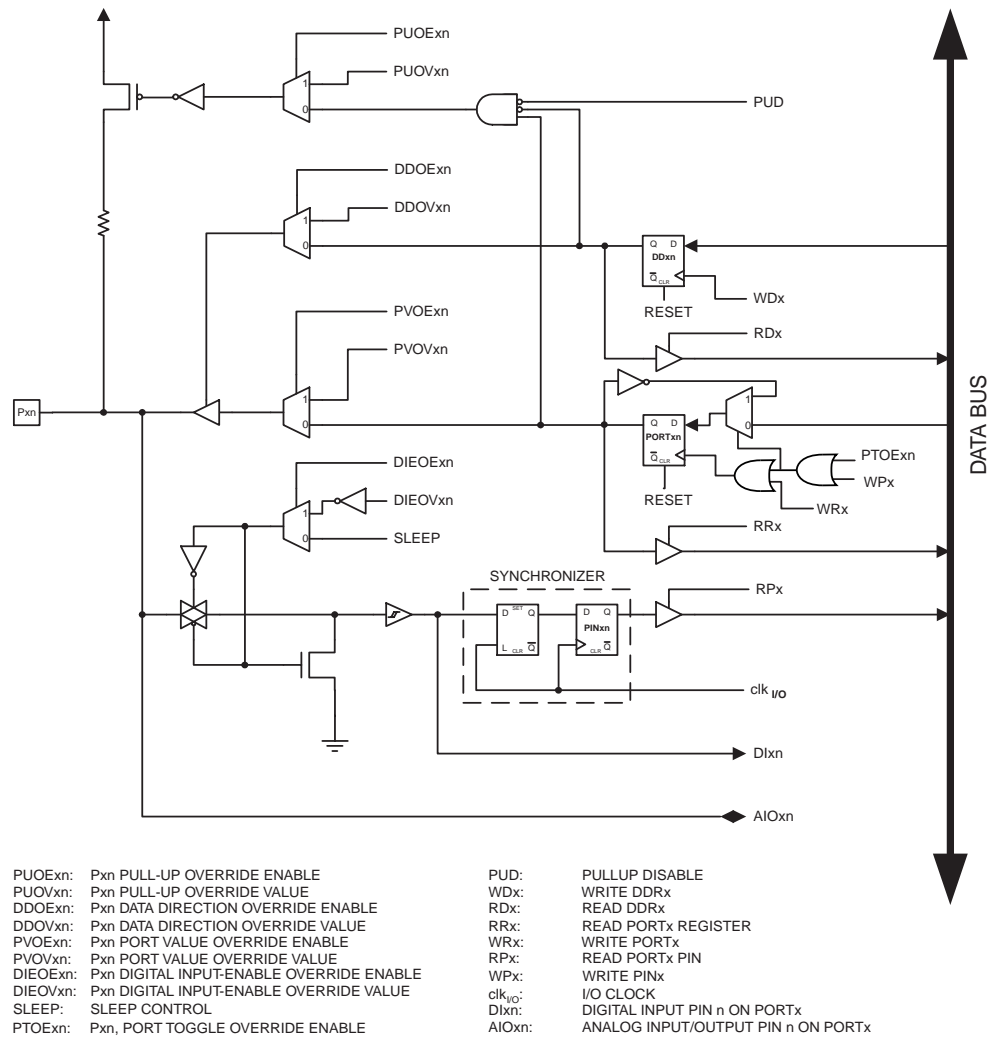 PUOExn
PUOVxn
1
0
PUD
DDOExn
DDOVxn
1
0
Q D
DDxn
Q CLR
WDx
RESET
PVOExn
RDx
PVOVxn
Pxn
1
0
1
0
Q D
PORTxn
Q CLR
PTOExn
WPx
WRx
RESET
DATA BUS
DIEOExn
DIEOVxn
1
0
SLEEP
RRx
SYNCHRONIZER
RPx
D SET Q
L CLR Q
D Q
PINxn
CLR Q
clk I/O
DIxn
AIOxn
PUOExn: Pxn PULL-UP OVERRIDE ENABLE
PUOVxn: Pxn PULL-UP OVERRIDE VALUE
DDOExn: Pxn DATA DIRECTION OVERRIDE ENABLE
DDOVxn: Pxn DATA DIRECTION OVERRIDE VALUE
PVOExn: Pxn PORT VALUE OVERRIDE ENABLE
PVOVxn: Pxn PORT VALUE OVERRIDE VALUE
DIEOExn: Pxn DIGITAL INPUT-ENABLE OVERRIDE ENABLE
DIEOVxn: Pxn DIGITAL INPUT-ENABLE OVERRIDE VALUE
SLEEP: SLEEP CONTROL
PTOExn: Pxn, PORT TOGGLE OVERRIDE ENABLE
PUD: PULLUP DISABLE
WDx: WRITE DDRx
RDx: READ DDRx
RRx: READ PORTx REGISTER
WRx: WRITE PORTx
RPx: READ PORTx PIN
WPx: WRITE PINx
clkI/O: I/O CLOCK
DIxn: DIGITAL INPUT PIN n ON PORTx
AIOxn: ANALOG INPUT/OUTPUT PIN n ON PORTx